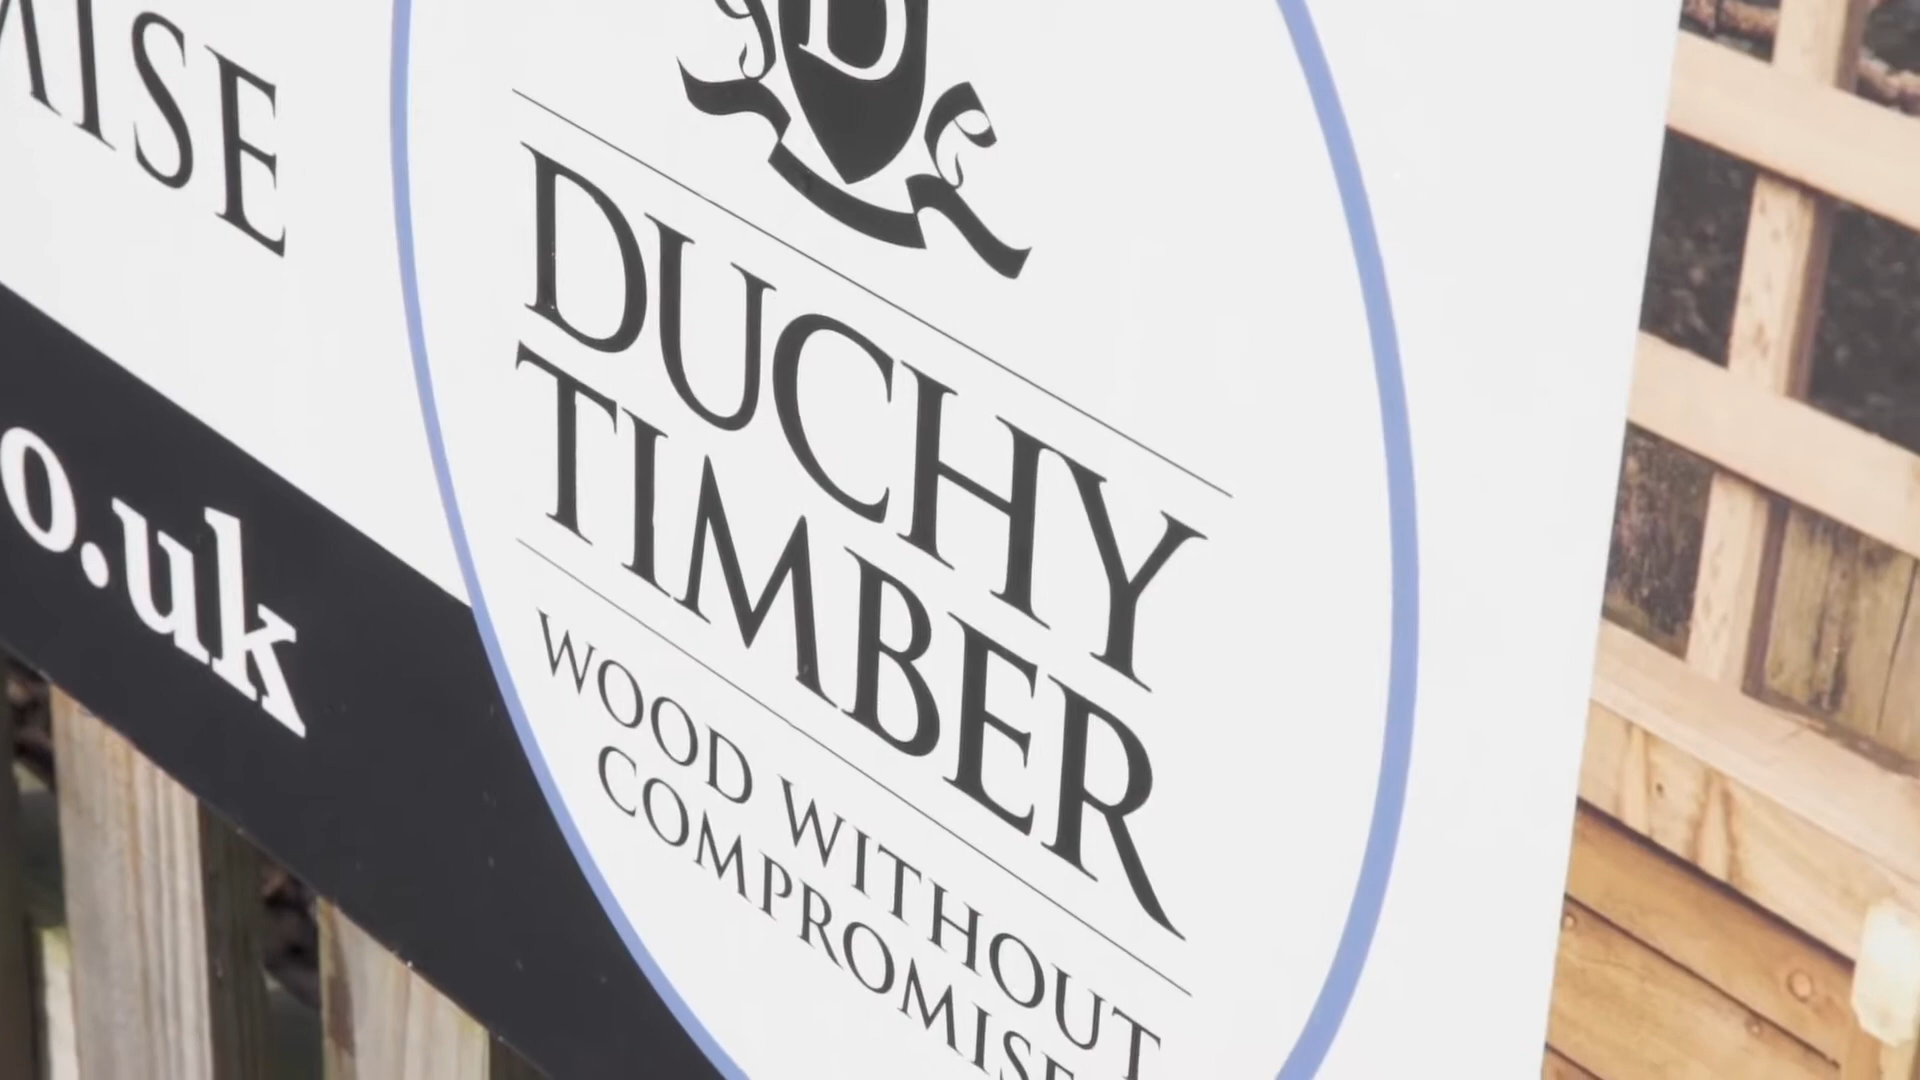 D
DUCHY
TIMBER
WOOD WITHOUT
COMPROMISE
MISE
o.uk